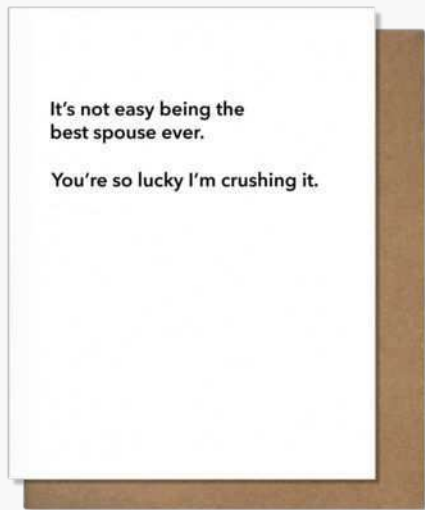 It's not easy being the
best spouse ever.
You're so lucky I'm crushing it.